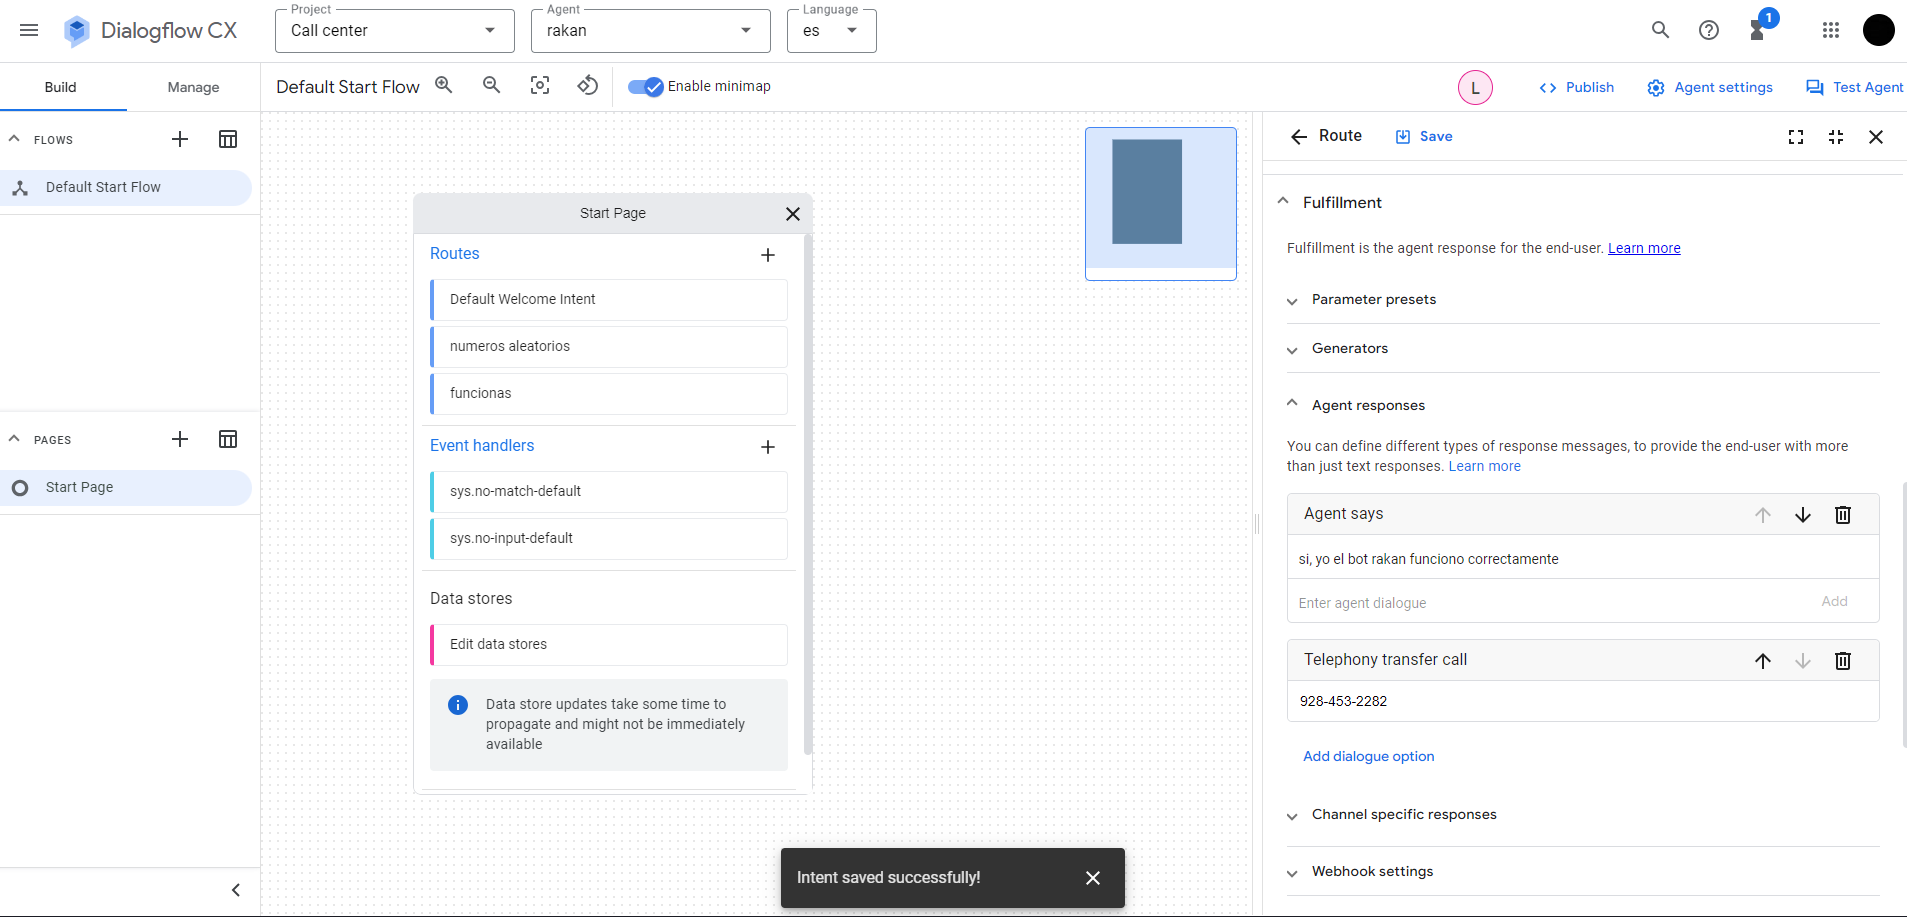 Dialogflow CX
Project
Call center
Agent
rakan
Language
es
1
Build
Manage
Default Start Flow
Enable minimap
L
Publish
Agent settings
Test Agent
FLOWS
Default Start Flow
PAGES
Start Page
Start Page
Routes
Default Welcome Intent
numeros aleatorios
funcionas
Event handlers
sys.no-match-default
sys.no-input-default
Data stores
Edit data stores
Data store updates take some time to
propagate and might not be immediately
available
Intent saved successfully!
Route
Save
Fulfillment
Fulfillment is the agent response for the end-user. Learn more
Parameter presets
Generators
Agent responses
You can define different types of response messages, to provide the end-user with more
than just text responses. Learn more
Agent says
si, yo el bot rakan funciono correctamente
Enter agent dialogue
Add
Telephony transfer call
928-453-2282
Add dialogue option
Channel specific responses
Webhook settings